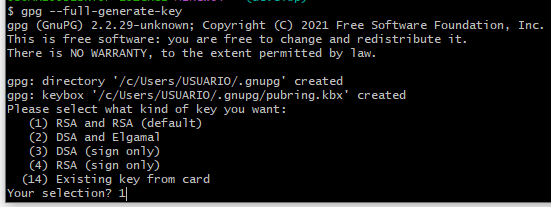 $ gpg --full-generate-key
gpg (GnuPG) 2.2.29-unknown; Copyright (C) 2021 Free Software Foundation, Inc.
This is free software: you are free to change and redistribute it.
There is NO WARRANTY, to the extent permitted by law.
gpg: directory '/c/Users/USUARIO/.gnupg' created
gpg: keybox '/c/Users/USUARIO/.gnupg/pubring.kbx' created
Please select what kind of key you want:
(1) RSA and RSA (default)
(2) DSA and Elgamal
(3) DSA (sign only)
(4) RSA (sign only)
(14) Existing key from card
Your selection? 1